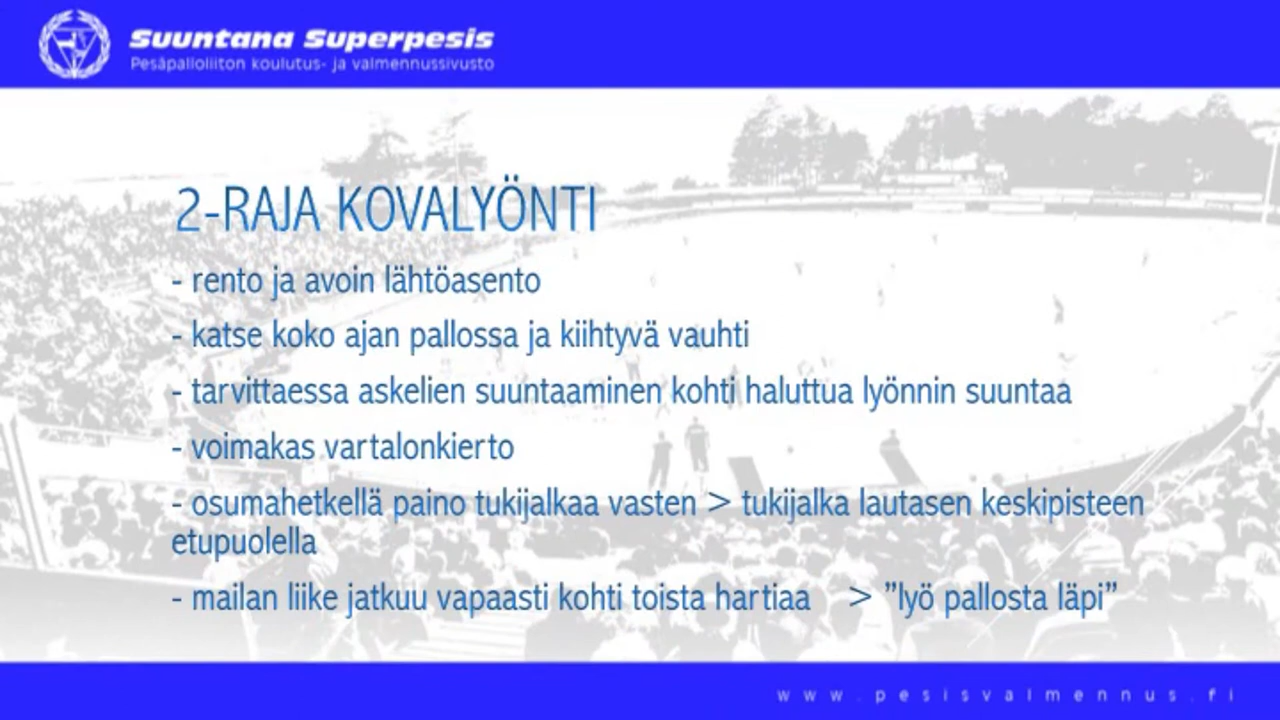 Suuntana Superpesis
Pesäpalloliiton koulutus- ja valmennussivusto
2-RAJA KOVALYÖNTI
- rento ja avoin lähtöasento
- katse koko ajan pallossa ja kiihtyvä vauhti
- tarvittaessa askelien suuntaaminen kohti haluttua lyönnin suuntaa
- voimakas vartalonkierto
- osumahetkellä paino tukijalkaa vasten > tukijalka lautasen keskipisteen
etupuolella
- mailan liike jatkuu vapaasti kohti toista hartiaa > ”lyö pallosta läpi”
www.pesisvalmennus.fi